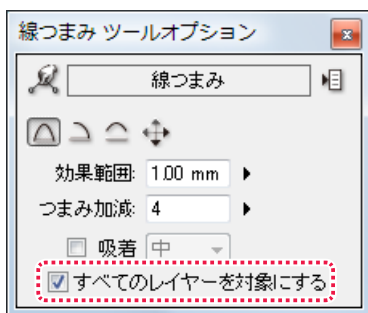 線つまみ ツールオプション
線つまみ
効果範囲: 1.00 mm
つまみ加減: 4
吸着 中
すべてのレイヤーを対象にする